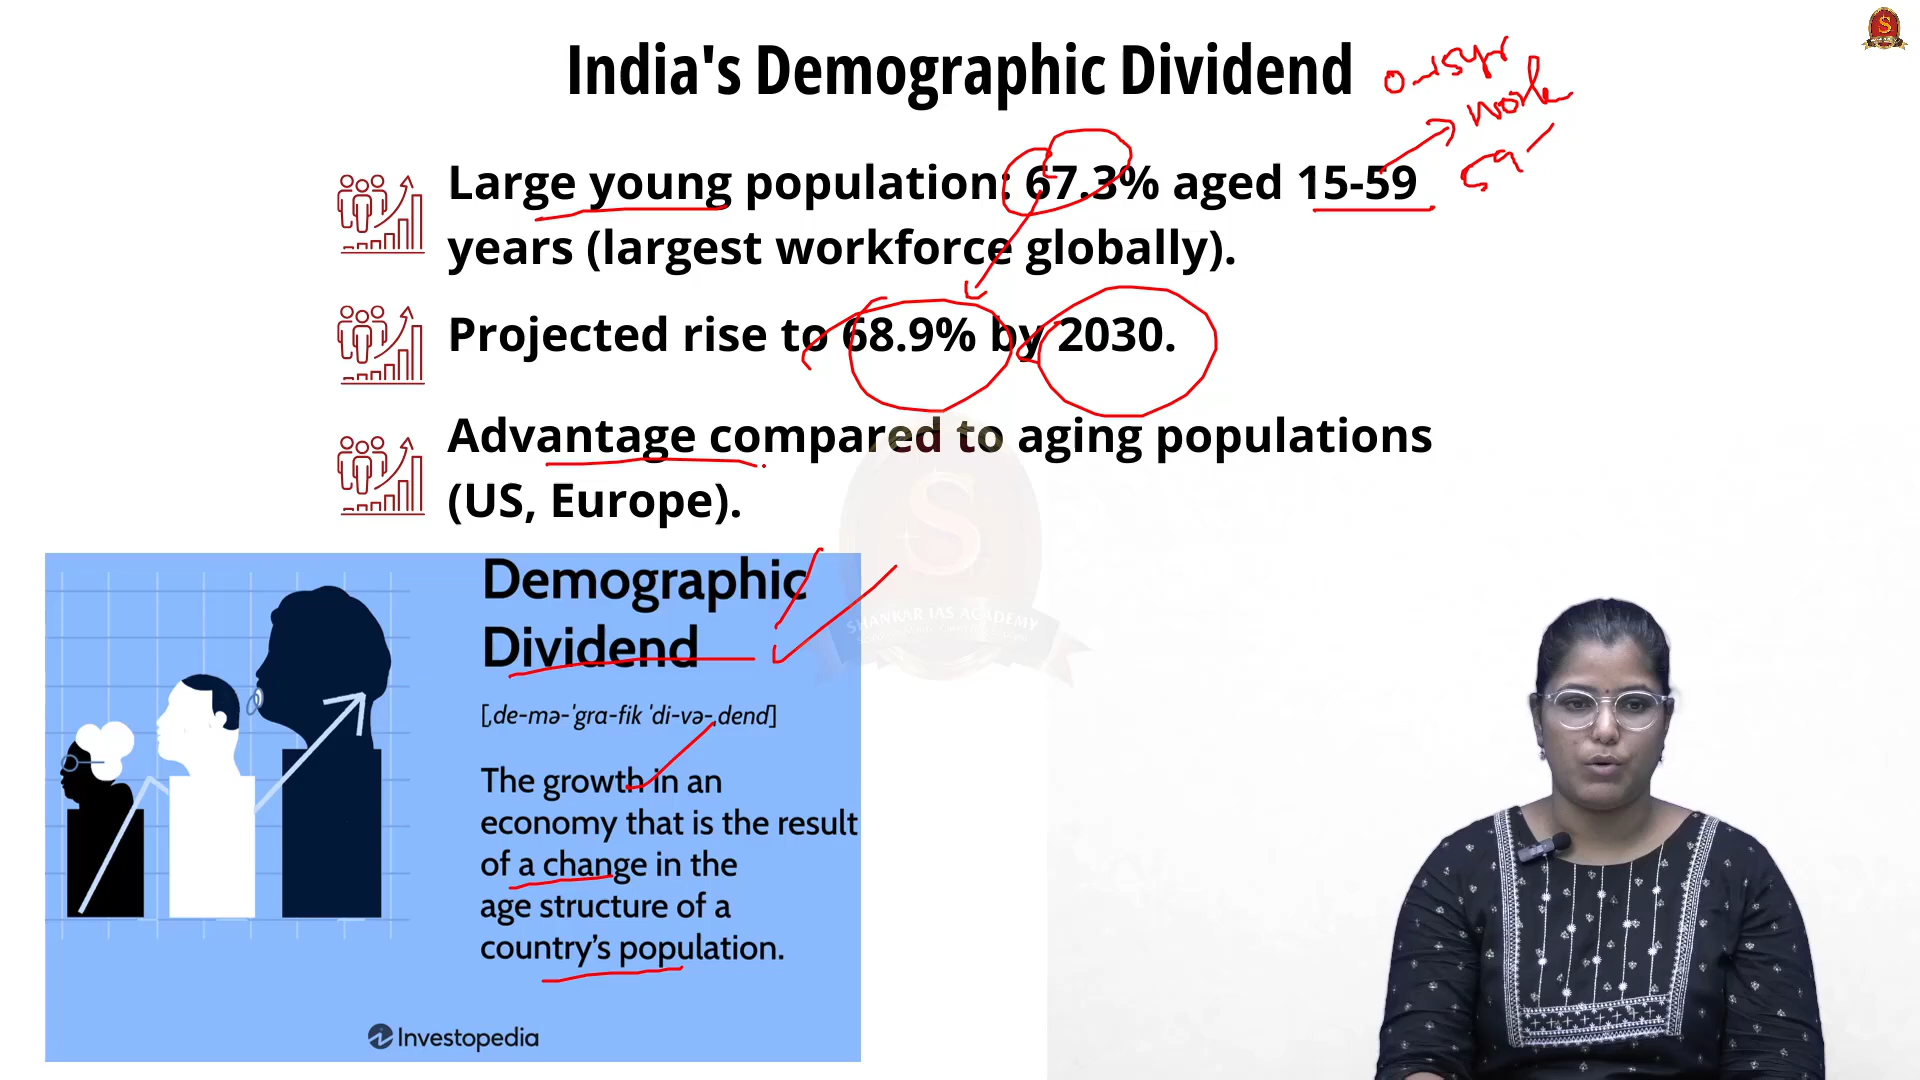 India's Demographic Dividend
0-15yr
work
59-
Large young population: 67.3% aged 15-59
years (largest workforce globally).
Projected rise to 68.9% by 2030.
Advantage compared to aging populations
(US, Europe).
S
SHANKAR IAS ACADEMY
Demographic
Dividend
[ˌde-mə-ˈgra-fik ˈdi-və-ˌdend]
The growth in an
economy that is the result
of a change in the
age structure of a
country's population.
Investopedia